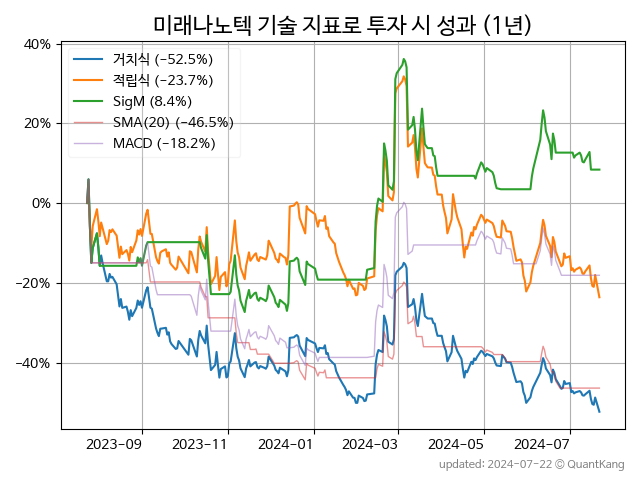 미래나노텍 기술 지표로 투자 시 성과 (1년)
40%
20%
0%
−20%
−40%
거치식 (−52.5%)
적립식 (−23.7%)
SigM (8.4%)
SMA(20) (−46.5%)
MACD (−18.2%)
2023-09
2023-11
2024-01
2024-03
2024-05
2024-07
updated: 2024-07-22 © QuantKang